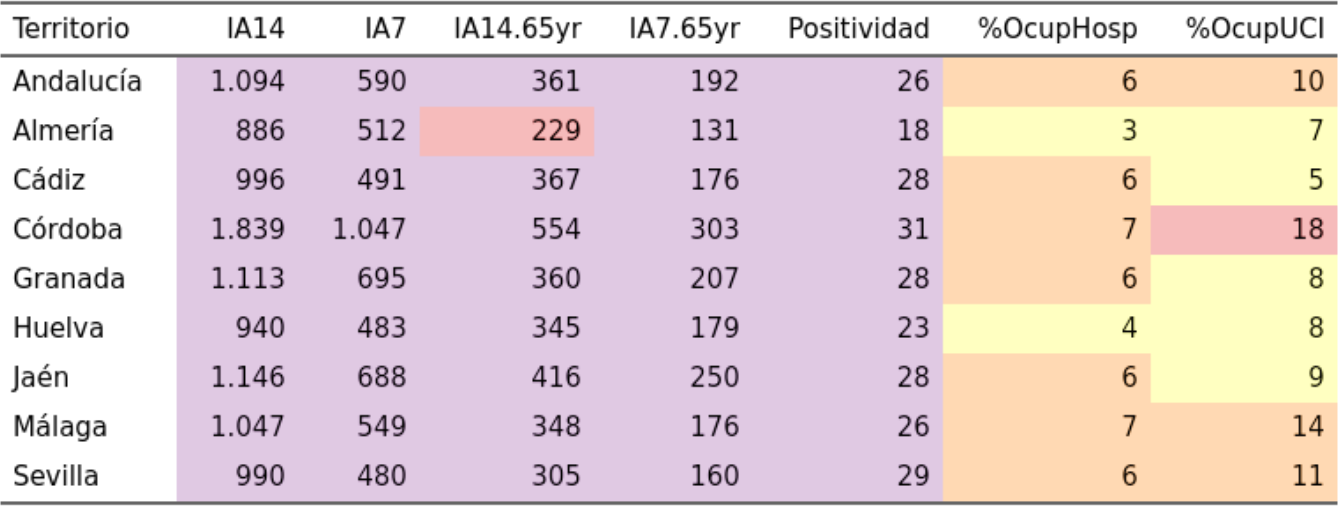 Territorio IA14 IA7 IA14.65yr IA7.65yr Positividad %OcupHosp %OcupUCI
Andalucía 1.094 590 361 192 26 6 10
Almería 886 512 229 131 18 3 7
Cádiz 996 491 367 176 28 6 5
Córdoba 1.839 1.047 554 303 31 7 18
Granada 1.113 695 360 207 28 6 8
Huelva 940 483 345 179 23 4 8
Jaén 1.146 688 416 250 28 6 9
Málaga 1.047 549 348 176 26 7 14
Sevilla 990 480 305 160 29 6 11